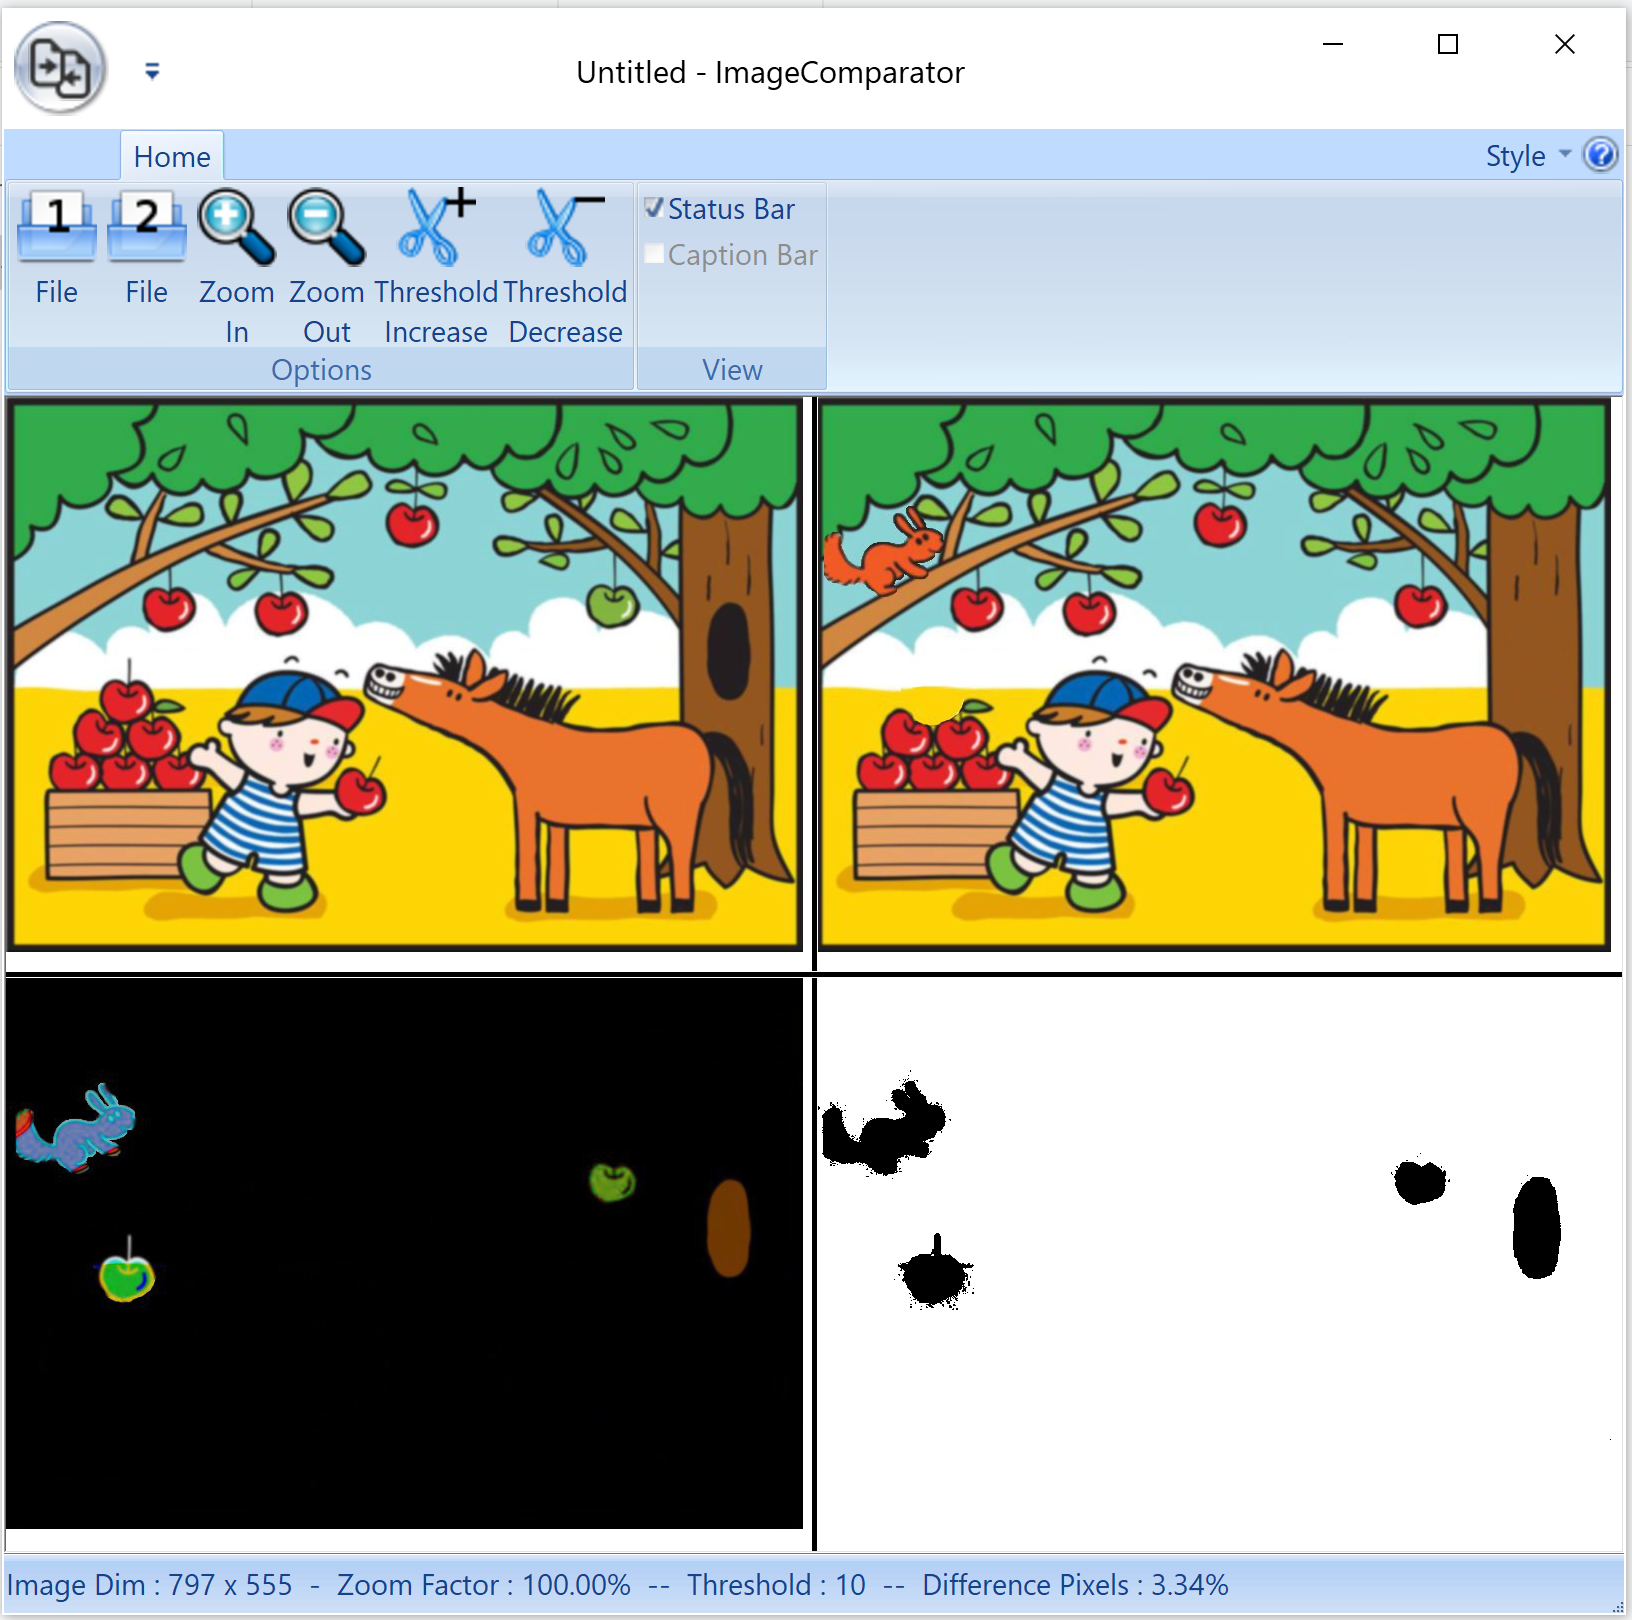 Untitled - ImageComparator
Home
Style
?
1
2
File
File
Zoom In
Zoom Out
Threshold Increase
Threshold Decrease
Options
Status Bar
Caption Bar
View
Image Dim : 797 x 555 - Zoom Factor : 100.00% -- Threshold : 10 -- Difference Pixels : 3.34%